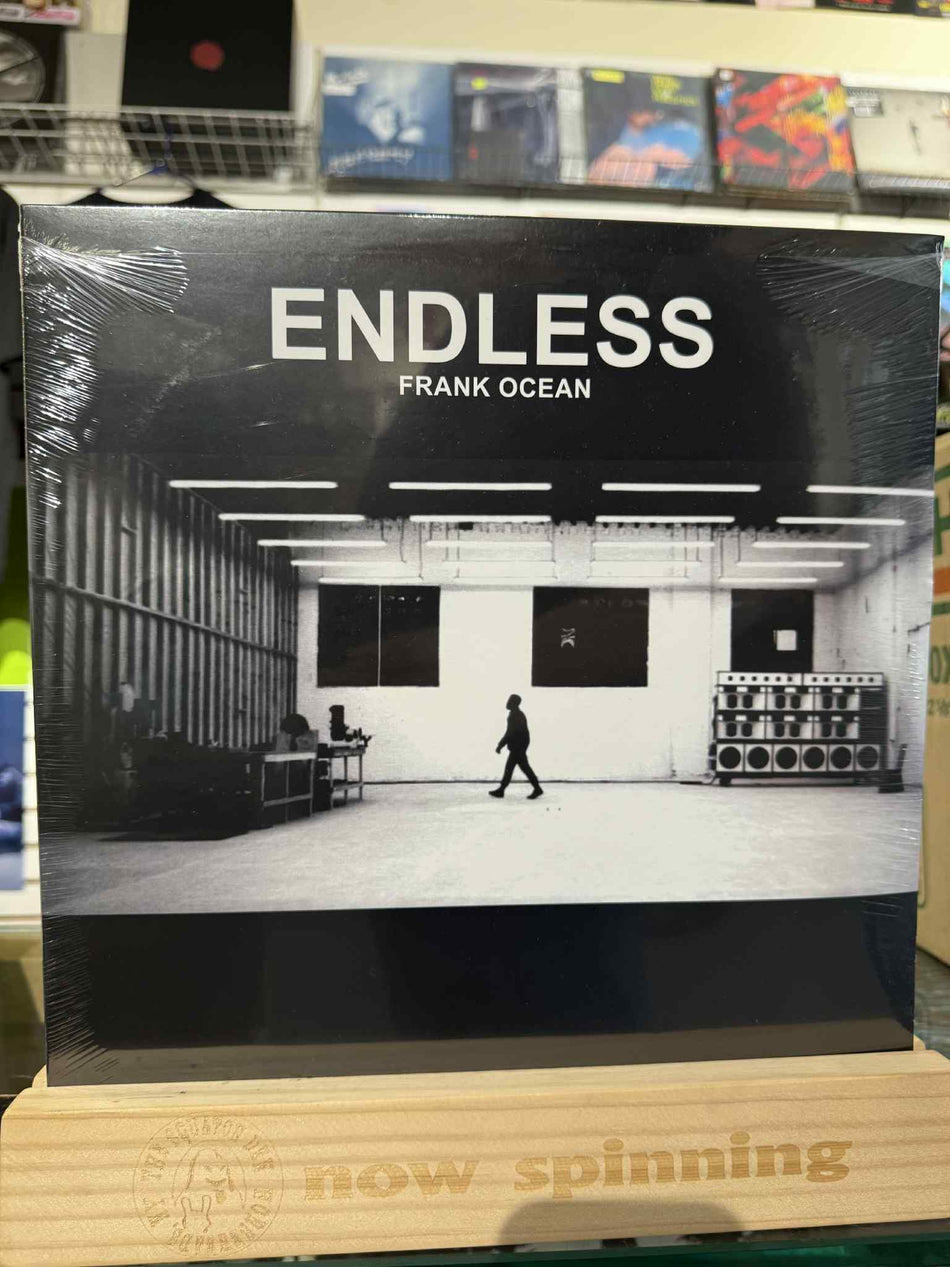 ENDLESS
FRANK OCEAN
now spinning